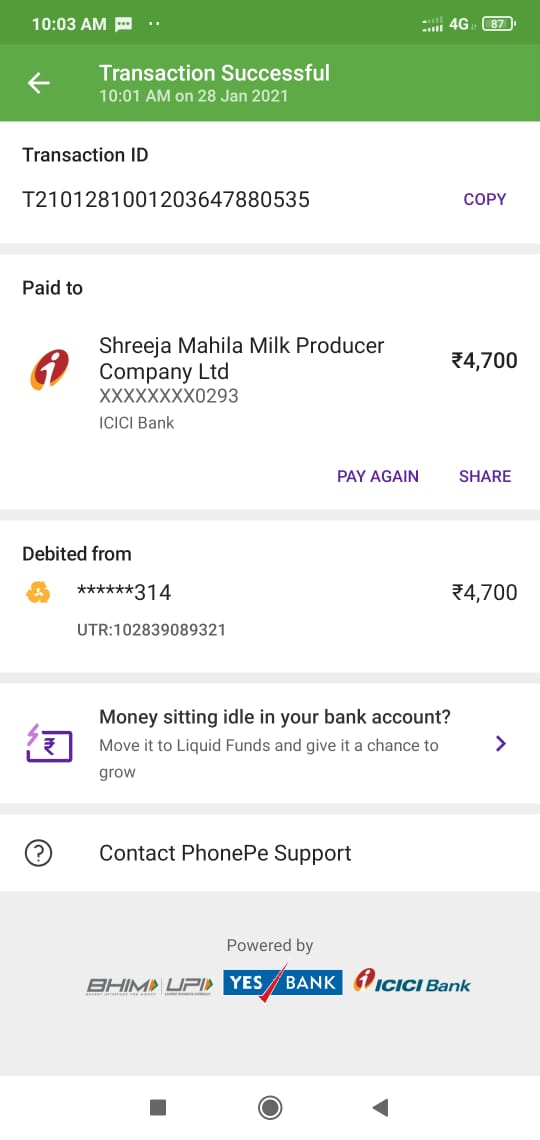 10:03 AM
4G
87
Transaction Successful
10:01 AM on 28 Jan 2021
Transaction ID
T2101281001203647880535
COPY
Paid to
Shreeja Mahila Milk Producer
Company Ltd
₹4,700
XXXXXXXX0293
ICICI Bank
PAY AGAIN
SHARE
Debited from
******314
₹4,700
UTR:102839089321
Money sitting idle in your bank account?
Move it to Liquid Funds and give it a chance to
grow
Contact PhonePe Support
Powered by
BHIM UPI YES BANK ICICI Bank